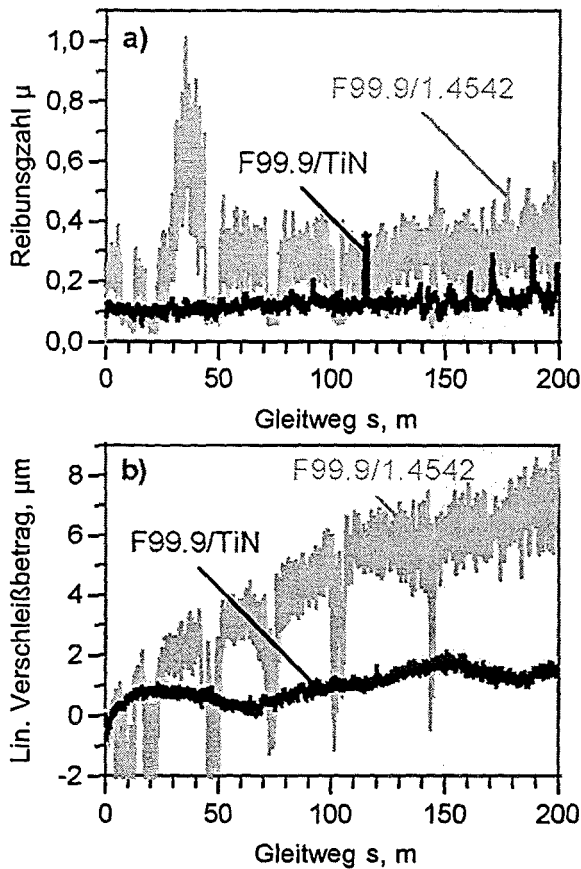 a)
F99.9/1.4542
F99.9/TiN
Reibunsgzahl µ
1,0
0,8
0,6
0,4
0,2
0,0
0 50 100 150 200
Gleitweg s, m
b)
F99.9/1.4542
F99.9/TiN
Lin. Verschleißbetrag, µm
8
6
4
2
0
-2
0 50 100 150 200
Gleitweg s, m